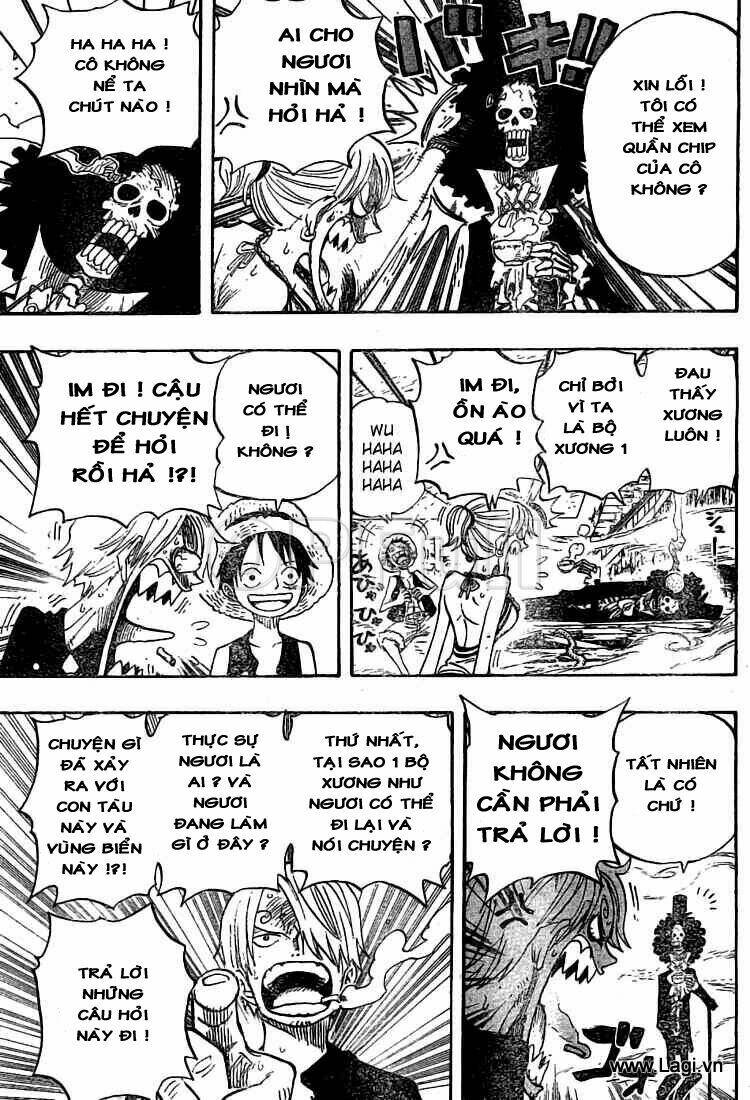 XIN LỖI !
TÔI CÓ
THỂ XEM
QUẦN CHIP
CỦA CÔ
KHÔNG ?
バキ!!
AI CHO
NGƯƠI
NHÌN MÀ
HỎI HẢ !
HA HA HA !
CÔ KHÔNG
NỂ TA
CHÚT NÀO !
ĐAU
THẤY
XƯƠNG
LUÔN !
CHỈ BỞI
VÌ TA
LÀ BỘ
XƯƠNG 1
IM ĐI,
ỒN ÀO
QUÁ !
WU
HAHA
HAHA
HAHA
NGƯƠI
CÓ THỂ
ĐI !
KHÔNG ?
IM ĐI ! CẬU
HẾT CHUYỆN
ĐỂ HỎI
RỒI HẢ !?!
TẤT NHIÊN
LÀ CÓ
CHỨ !
NGƯƠI
KHÔNG
CẦN PHẢI
TRẢ LỜI !
THỨ NHẤT,
TẠI SAO 1 BỘ
XƯƠNG NHƯ
NGƯƠI CÓ THỂ
ĐI LẠI VÀ
NÓI CHUYỆN ?
THỰC SỰ
NGƯƠI LÀ
AI ? VÀ
NGƯƠI
ĐANG LÀM
GÌ Ở ĐÂY ?
CHUYỆN GÌ
ĐÃ XẢY
RA VỚI
CON TÀU
NÀY VÀ
VÙNG BIỂN
NÀY !?!
TRẢ LỜI
NHỮNG
CÂU HỎI
NÀY ĐI !
www.Lagi.vn